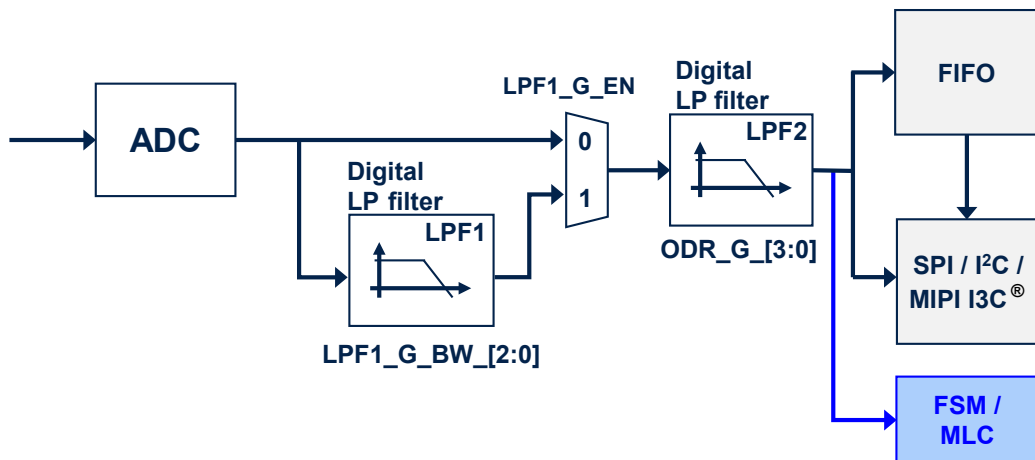 ADC
Digital
LP filter
LPF1
LPF1_G_BW_[2:0]
LPF1_G_EN
0
1
Digital
LP filter
LPF2
ODR_G_[3:0]
FIFO
SPI / I²C /
MIPI I3C ®
FSM /
MLC